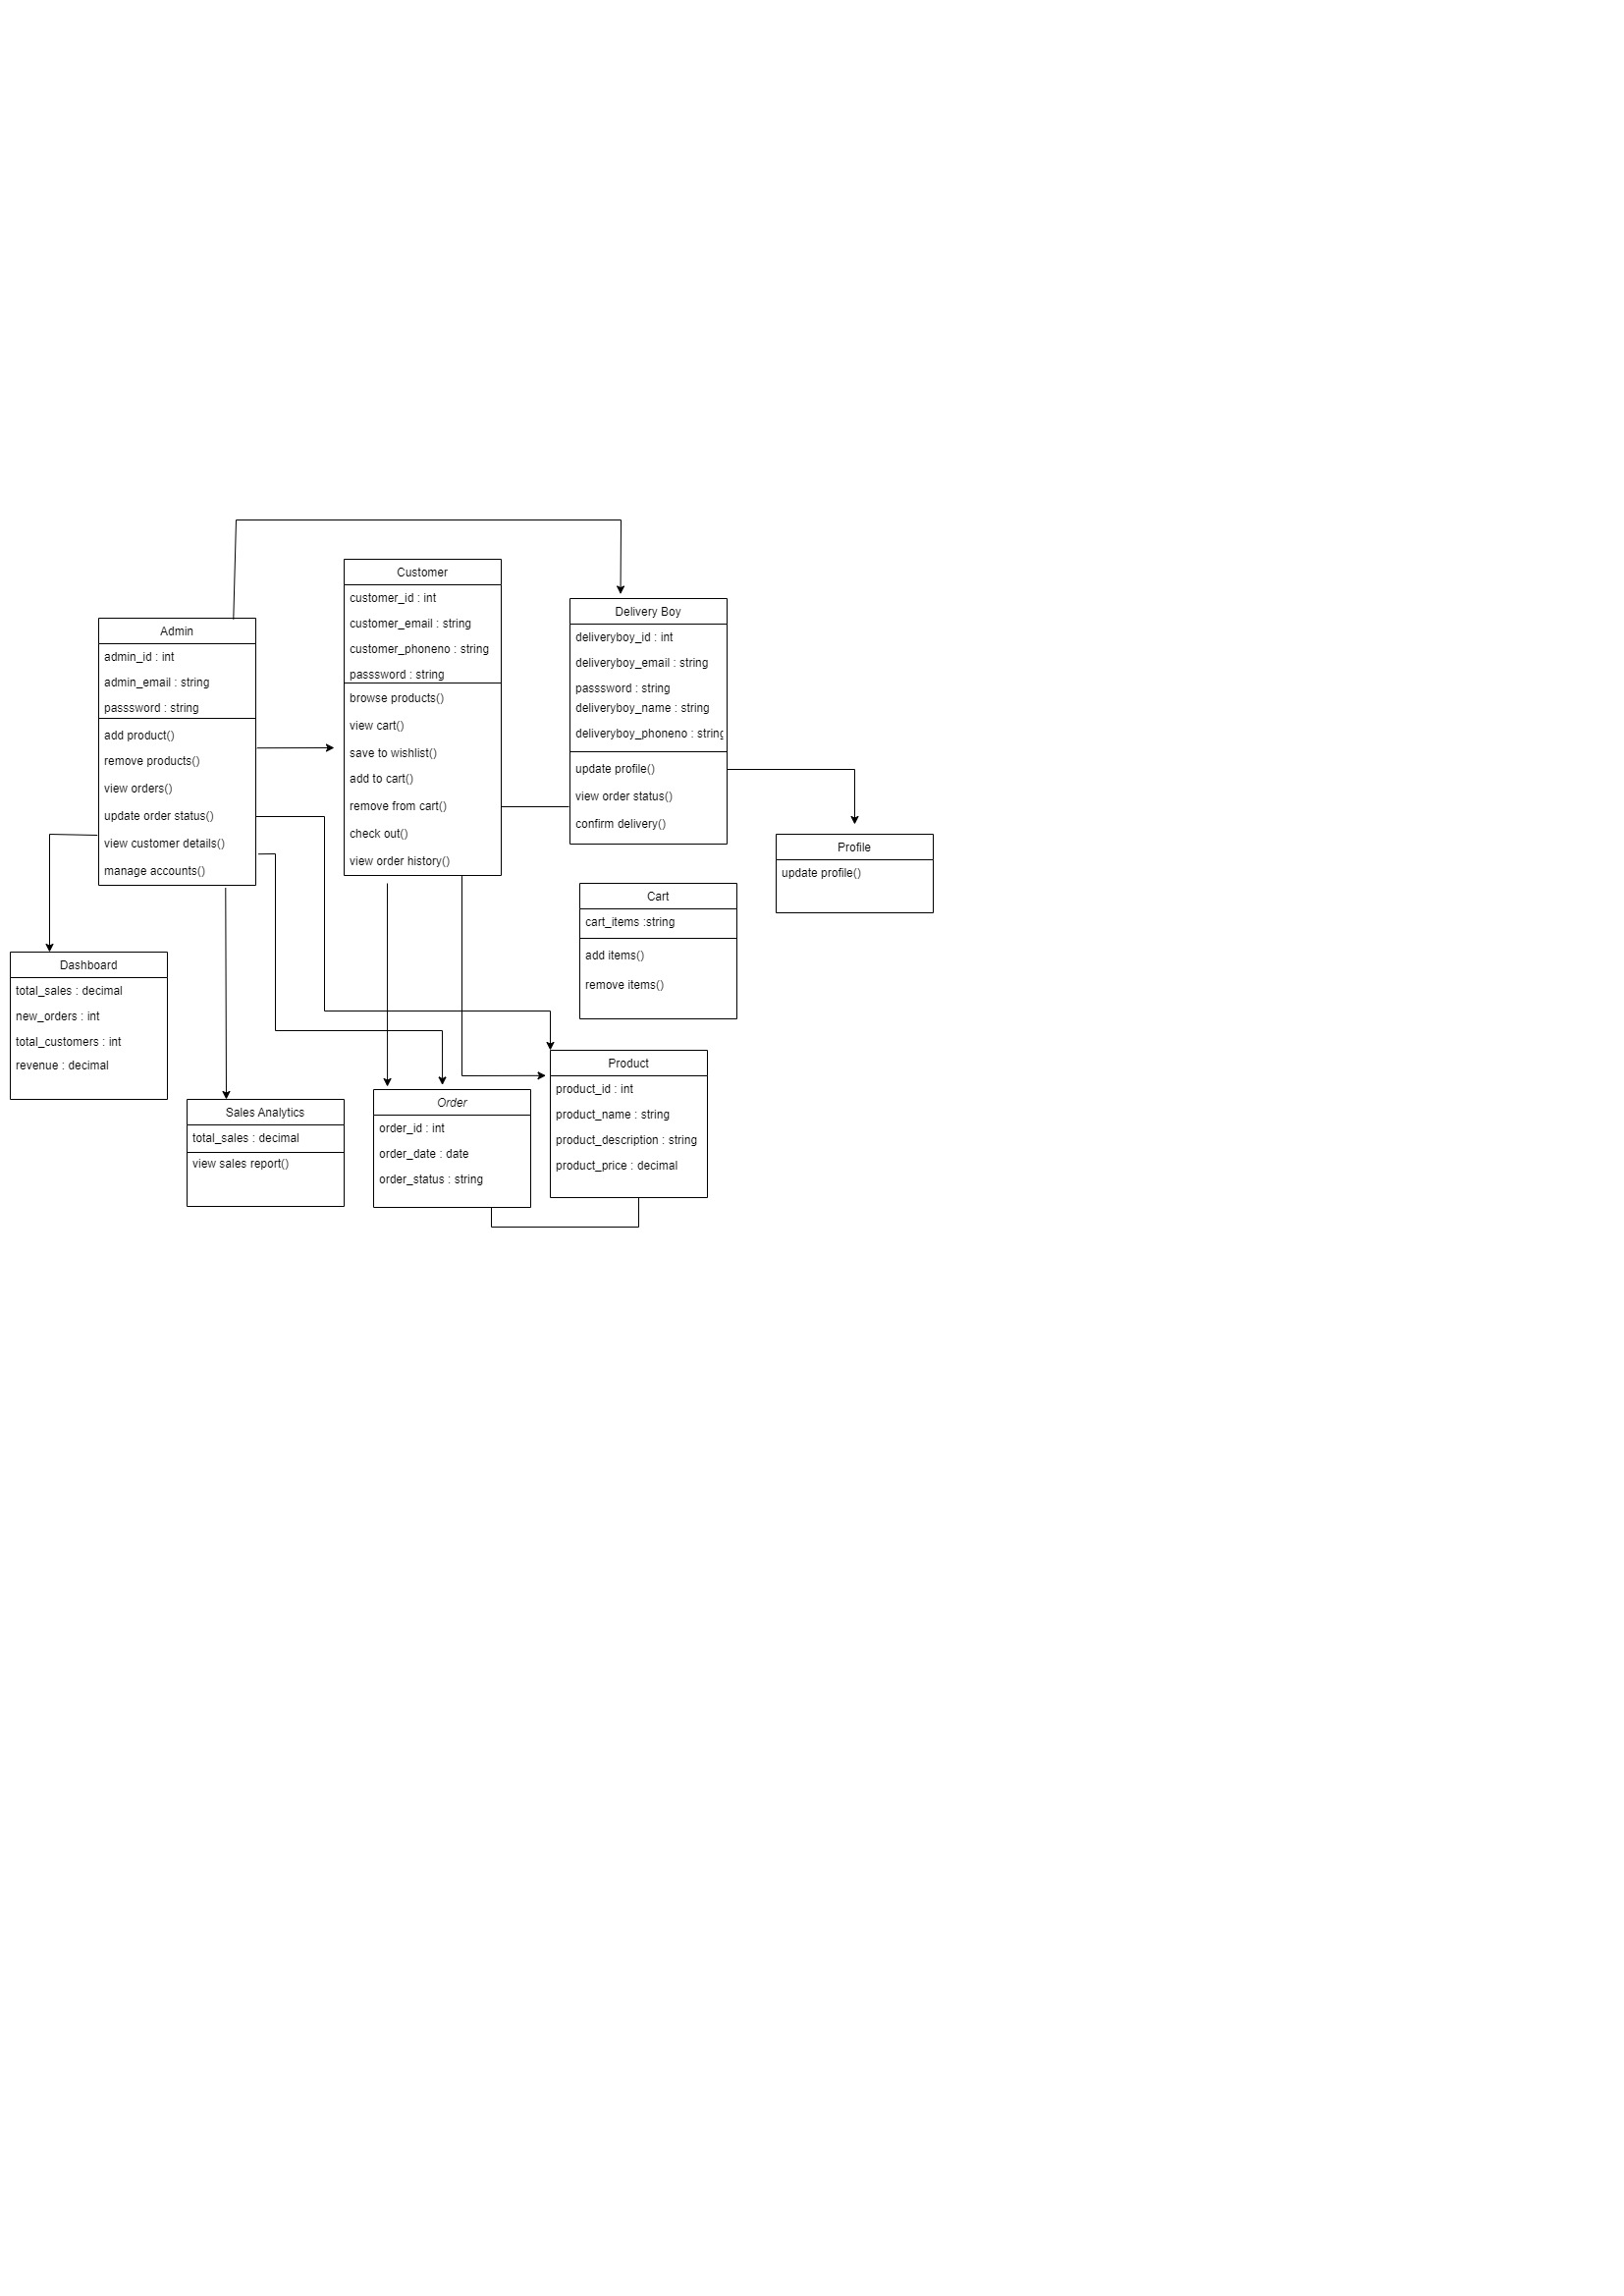 Customer
customer_id : int
customer_email : string
customer_phoneno : string
passsword : string
browse products()
view cart()
save to wishlist()
add to cart()
remove from cart()
check out()
view order history()
Delivery Boy
deliveryboy_id : int
deliveryboy_email : string
passsword : string
deliveryboy_name : string
deliveryboy_phoneno : string
update profile()
view order status()
confirm delivery()
Admin
admin_id : int
admin_email : string
passsword : string
add product()
remove products()
view orders()
update order status()
view customer details()
manage accounts()
Profile
update profile()
Cart
cart_items :string
add items()
remove items()
Dashboard
total_sales : decimal
new_orders : int
total_customers : int
revenue : decimal
Sales Analytics
total_sales : decimal
view sales report()
Order
order_id : int
order_date : date
order_status : string
Product
product_id : int
product_name : string
product_description : string
product_price : decimal